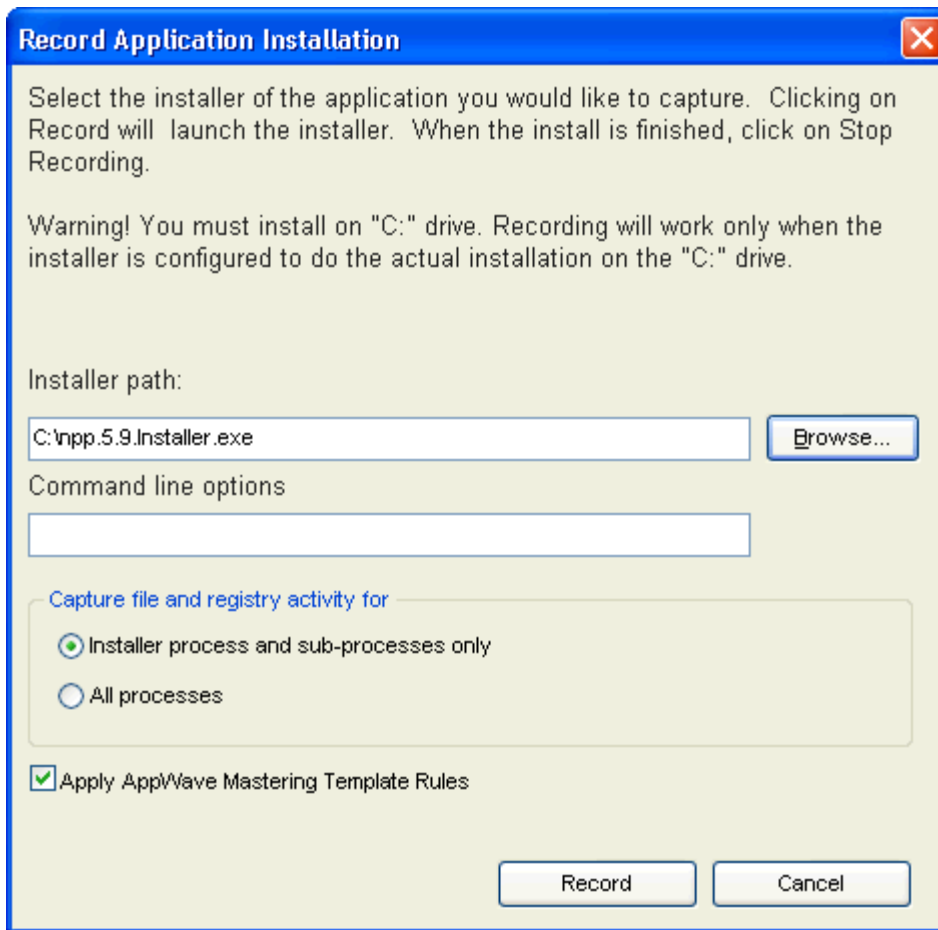 Record Application Installation
Select the installer of the application you would like to capture. Clicking on
Record will launch the installer. When the install is finished, click on Stop
Recording.
Warning! You must install on "C:" drive. Recording will work only when the
installer is configured to do the actual installation on the "C:" drive.
Installer path:
C:\npp.5.9.Installer.exe
Browse...
Command line options
Capture file and registry activity for
Installer process and sub-processes only
All processes
Apply AppWave Mastering Template Rules
Record
Cancel